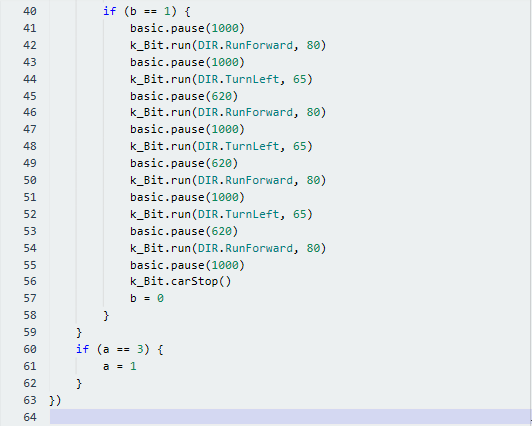 40 if (b == 1) {
41 basic.pause(1000)
42 k_Bit.run(DIR.RunForward, 80)
43 basic.pause(1000)
44 k_Bit.run(DIR.TurnLeft, 65)
45 basic.pause(620)
46 k_Bit.run(DIR.RunForward, 80)
47 basic.pause(1000)
48 k_Bit.run(DIR.TurnLeft, 65)
49 basic.pause(620)
50 k_Bit.run(DIR.RunForward, 80)
51 basic.pause(1000)
52 k_Bit.run(DIR.TurnLeft, 65)
53 basic.pause(620)
54 k_Bit.run(DIR.RunForward, 80)
55 basic.pause(1000)
56 k_Bit.carStop()
57 b = 0
58 }
59 }
60 if (a == 3) {
61 a = 1
62 }
63 })
64